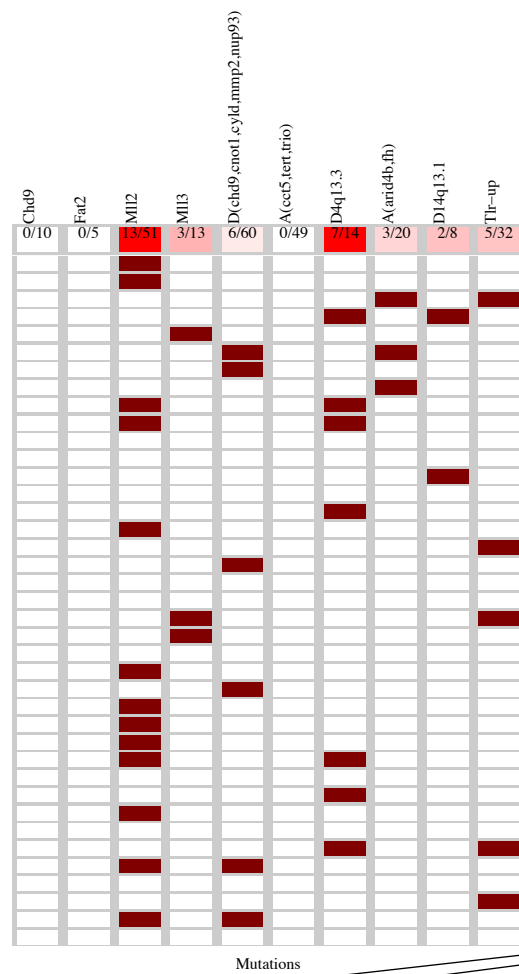 Chd9
Fat2
Mll2
Mll3
D(chd9,cnot1,cyld,mmp2,nup93)
A(cct5,tert,trio)
D4q13.3
A(arid4b,fh)
D14q13.1
Tlr-up
0/10 0/5 13/51 3/13 6/60 0/49 7/14 3/20 2/8 5/32
Mutations